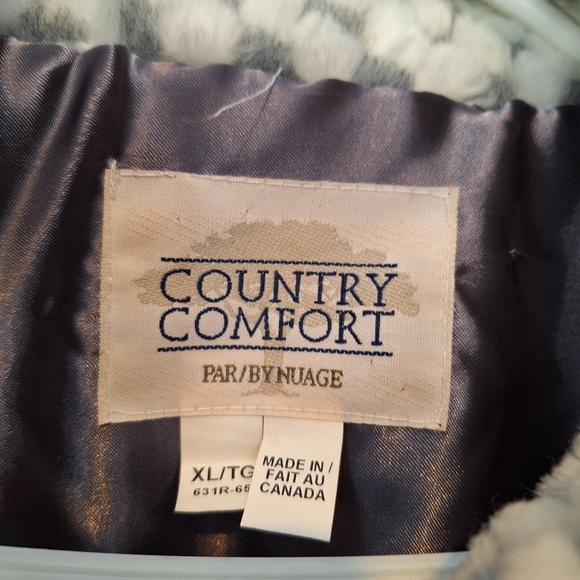 COUNTRY
COMFORT
PAR/BY NUAGE
XL/TG
MADE IN /
FAIT AU
CANADA